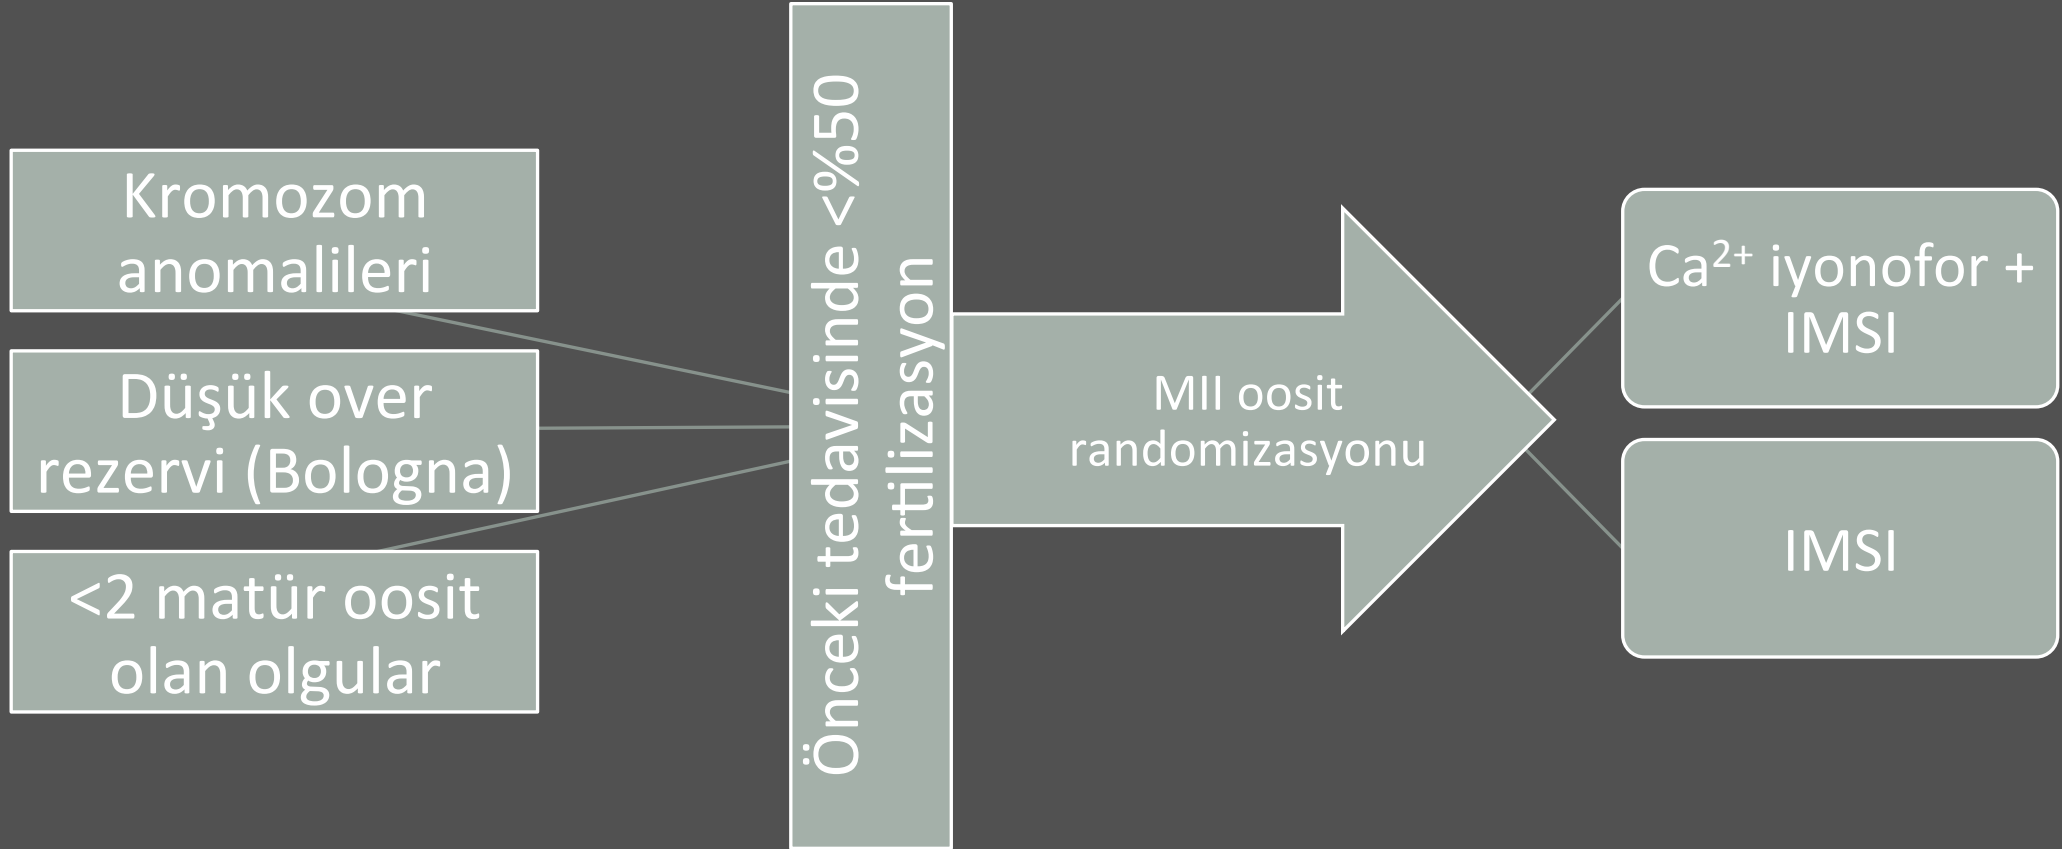 Kromozom
anomalileri
Düşük over
rezervi (Bologna)
<2 matür oosit
olan olgular
Önceki tedavisinde <%50
fertilizasyon
MII oosit
randomizasyonu
Ca²⁺ iyonofor +
IMSI
IMSI